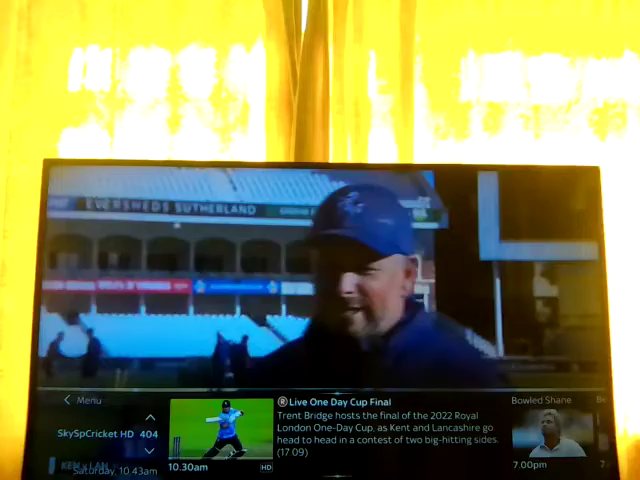 EVERSHEDS SUTHERLAND
Menu
SkySpCricket HD 404
KEN v LAN
Saturday, 10.43am
10.30am
HD
® Live One Day Cup Final
Trent Bridge hosts the final of the 2022 Royal
London One-Day Cup, as Kent and Lancashire go
head to head in a contest of two big-hitting sides.
(17.09)
Bowled Shane
7.00pm